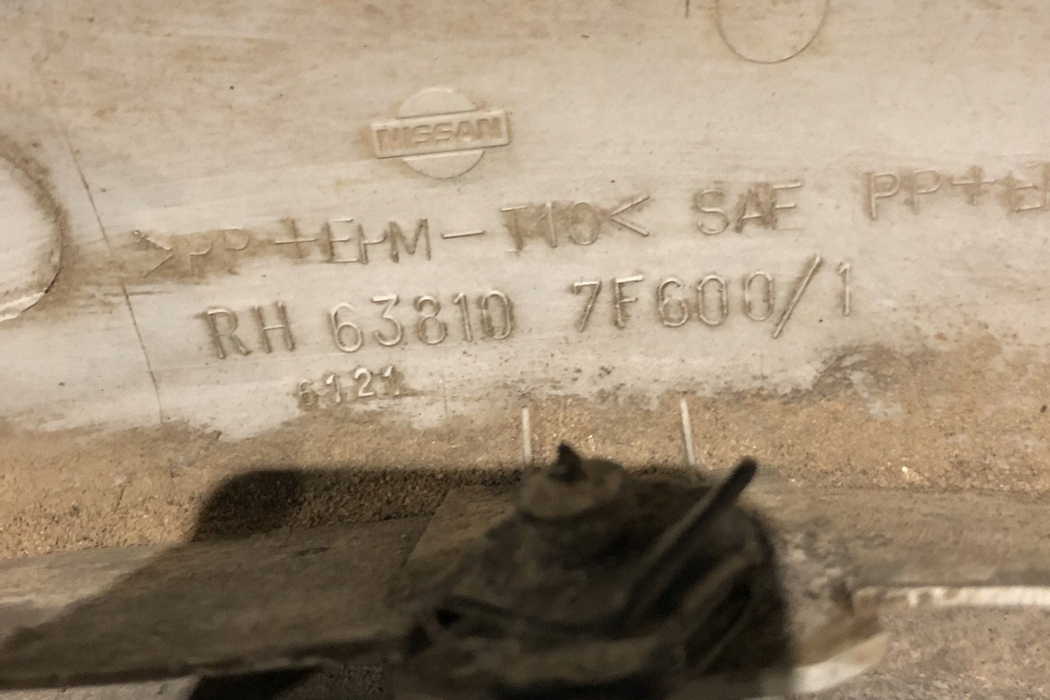 NISSAN
>PP+EPM-T10< SAE PP+E
RH 63810 7F600/1
6121